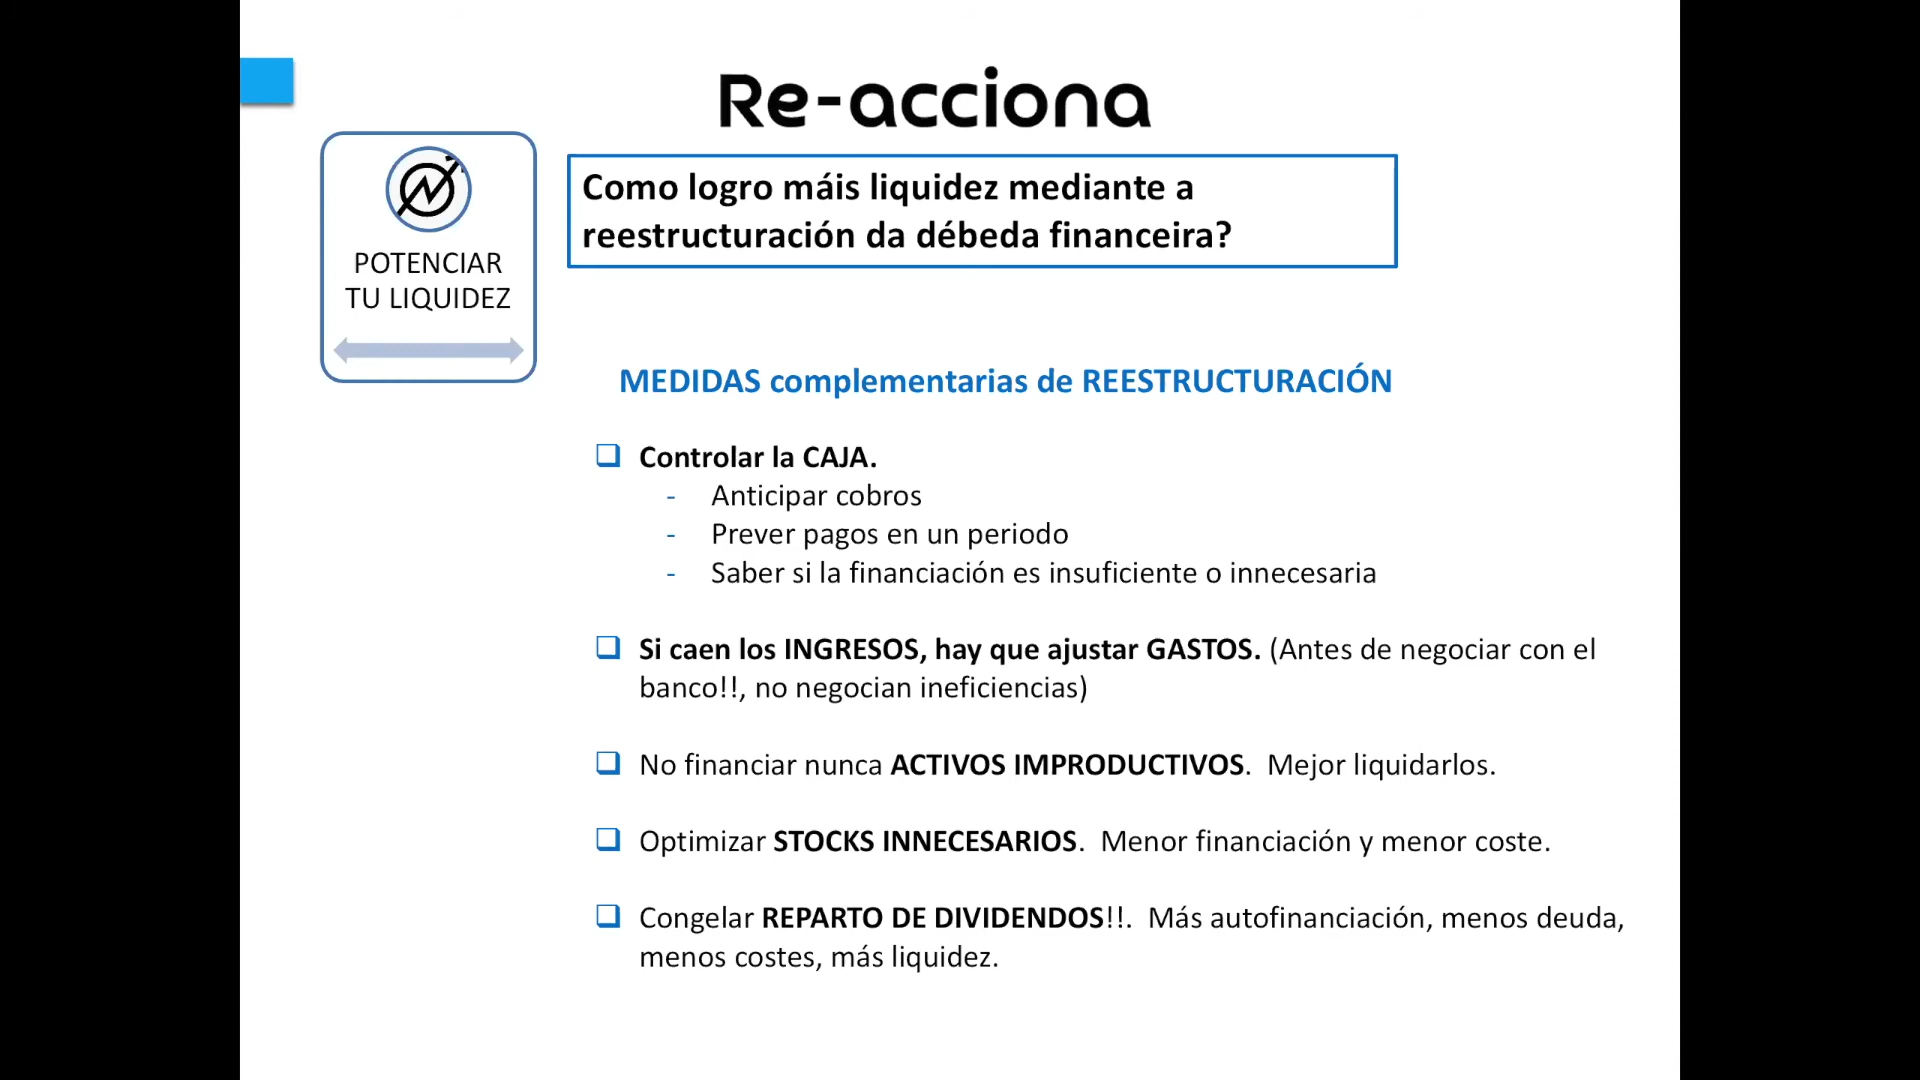 Re-acciona
POTENCIAR
TU LIQUIDEZ
Como logro máis liquidez mediante a
reestructuración da débeda financeira?
MEDIDAS complementarias de REESTRUCTURACIÓN
Controlar la CAJA.
- Anticipar cobros
- Prever pagos en un periodo
- Saber si la financiación es insuficiente o innecesaria
Si caen los INGRESOS, hay que ajustar GASTOS. (Antes de negociar con el
banco!!, no negocian ineficiencias)
No financiar nunca ACTIVOS IMPRODUCTIVOS. Mejor liquidarlos.
Optimizar STOCKS INNECESARIOS. Menor financiación y menor coste.
Congelar REPARTO DE DIVIDENDOS!!. Más autofinanciación, menos deuda,
menos costes, más liquidez.